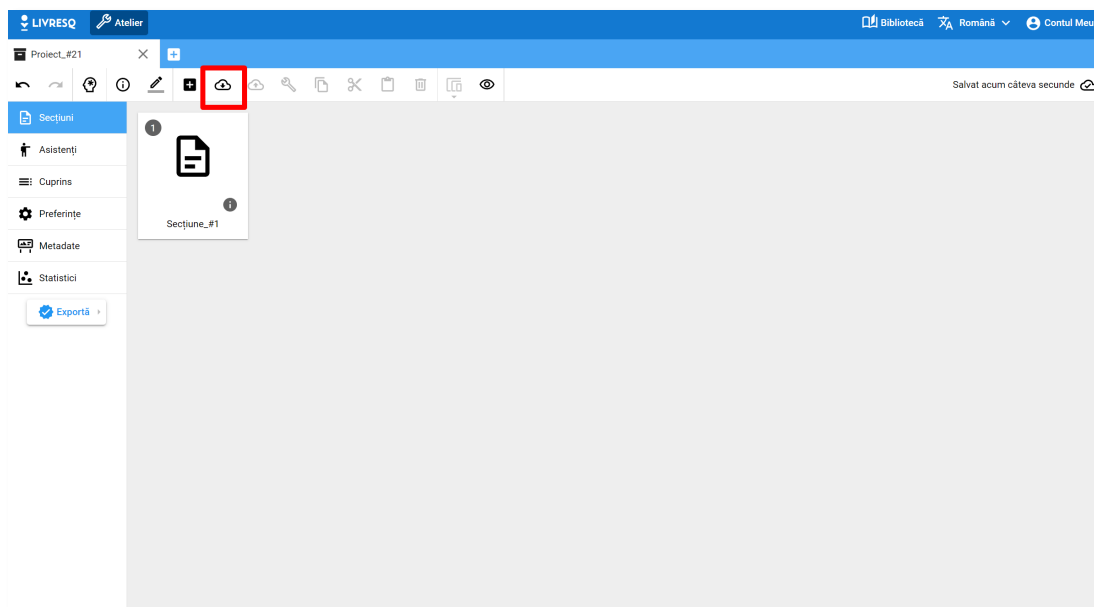 LIVRESQ Atelier Bibliotecă Română Contul Meu
Proiect_#21
Salvat acum câteva secunde
Secțiuni
1
Asistenți
Cuprins
Preferințe
Secțiune_#1
Metadate
Statistici
Exportă